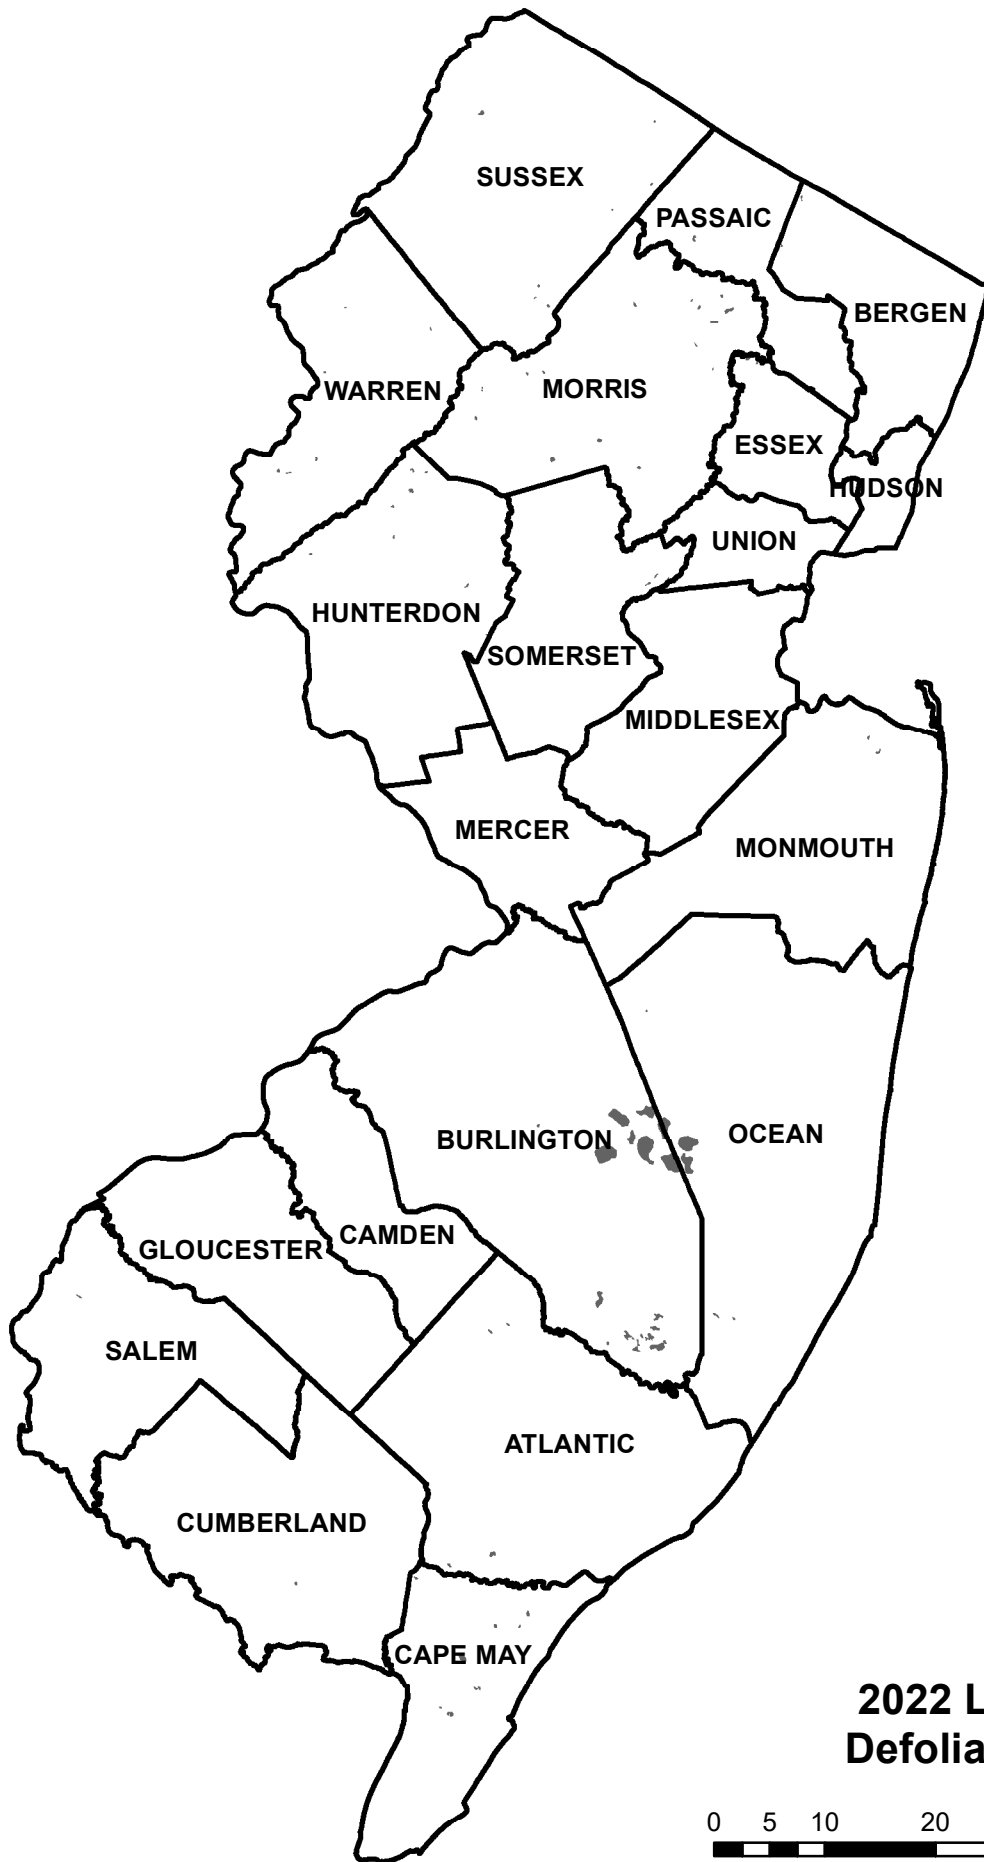 SUSSEX
PASSAIC
BERGEN
WARREN
MORRIS
ESSEX
HUDSON
UNION
HUNTERDON
SOMERSET
MIDDLESEX
MERCER
MONMOUTH
BURLINGTON
OCEAN
CAMDEN
GLOUCESTER
SALEM
ATLANTIC
CUMBERLAND
CAPE MAY
2022 L
Defolia
0 5 10 20